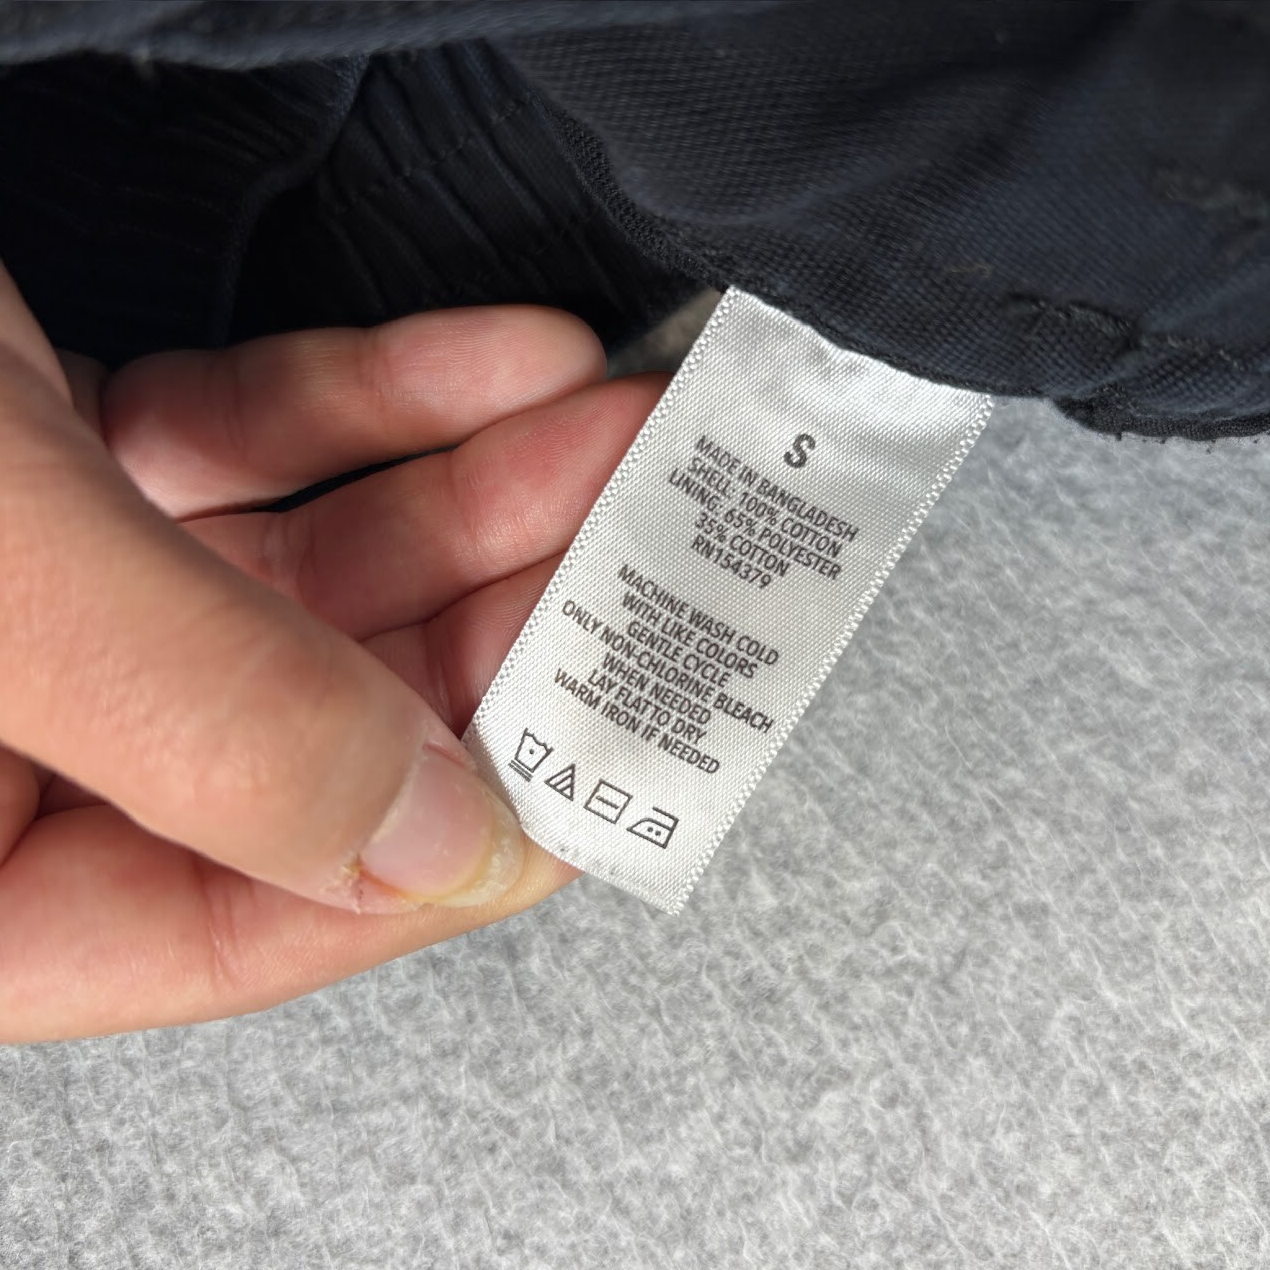 S
MADE IN BANGLADESH
SHELL: 100% COTTON
LINING: 65% POLYESTER
35% COTTON
RN154379
MACHINE WASH COLD
WITH LIKE COLORS
GENTLE CYCLE
ONLY NON-CHLORINE BLEACH
WHEN NEEDED
LAY FLAT TO DRY
WARM IRON IF NEEDED